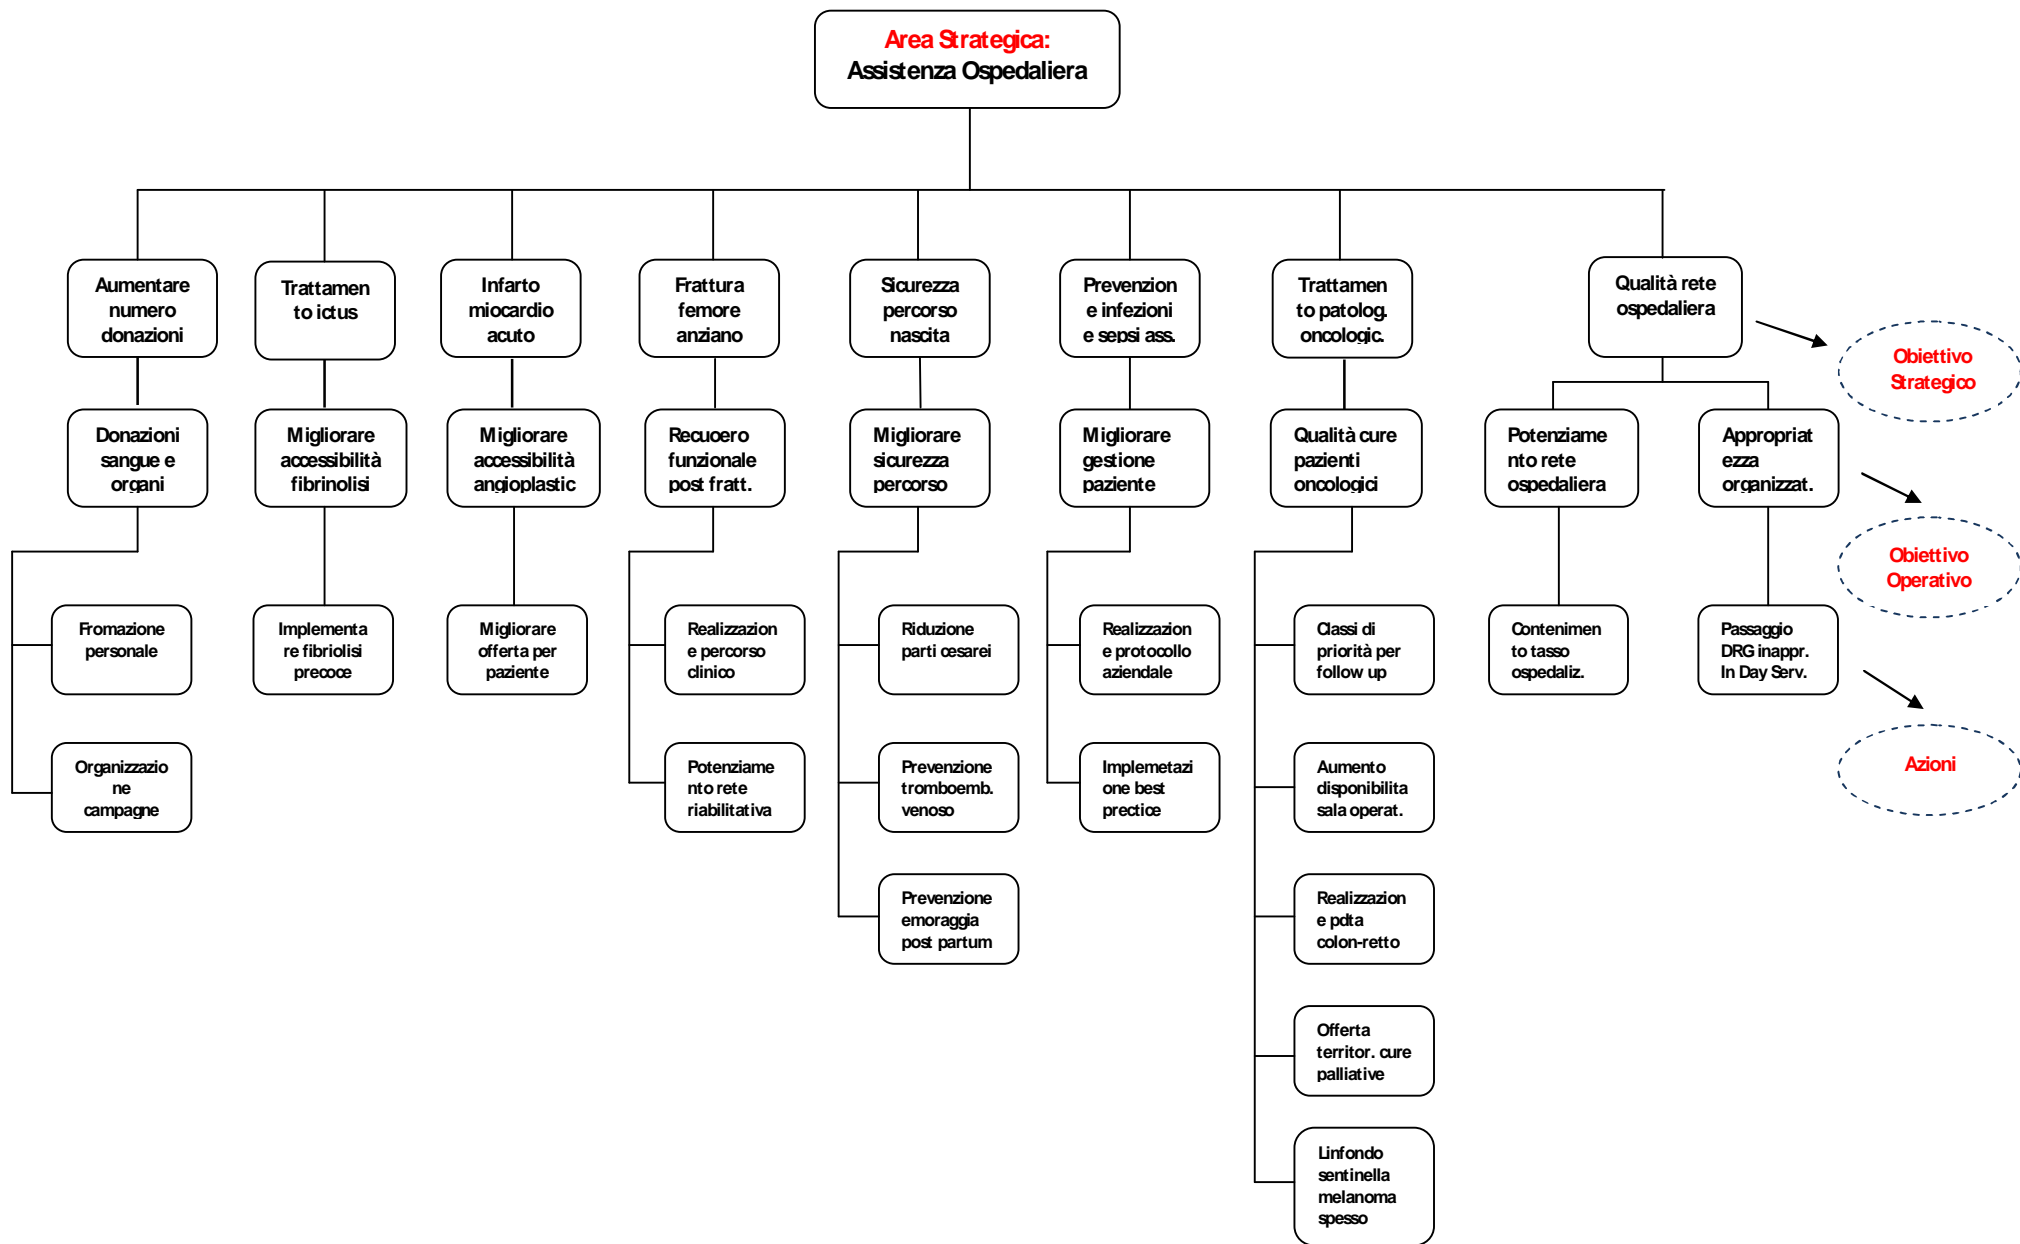 Area Strategica:
Assistenza Ospedaliera
Aumentare
numero
donazioni
Trattamen
to ictus
Infarto
miocardio
acuto
Frattura
femore
anziano
Sicurezza
percorso
nascita
Prevenzion
e infezioni
e sepsi ass.
Trattamen
to patolog.
oncologic.
Qualità rete
ospedaliera
Obiettivo
Strategico
Donazioni
sangue e
organi
Migliorare
accessibilità
fibrinolisi
Migliorare
accessibilità
angioplastic
Recuoero
funzionale
post fratt.
Migliorare
sicurezza
percorso
Migliorare
gestione
paziente
Qualità cure
pazienti
oncologici
Potenziame
nto rete
ospedaliera
Appropriat
ezza
organizzat.
Obiettivo
Operativo
Fromazione
personale
Implementa
re fibriolisi
precoce
Migliorare
offerta per
paziente
Realizzazion
e percorso
clinico
Riduzione
parti cesarei
Realizzazion
e protocollo
aziendale
Classi di
priorità per
follow up
Contenimen
to tasso
ospedaliz.
Passaggio
DRG inappr.
In Day Serv.
Azioni
Organizzazio
ne
campagne
Potenziame
nto rete
riabilitativa
Prevenzione
tromboemb.
venoso
Implemetazi
one best
prectice
Aumento
disponibilita
sala operat.
Prevenzione
emoraggia
post partum
Realizzazion
e pdta
colon-retto
Offerta
territor. cure
palliative
Linfondo
sentinella
melanoma
spesso